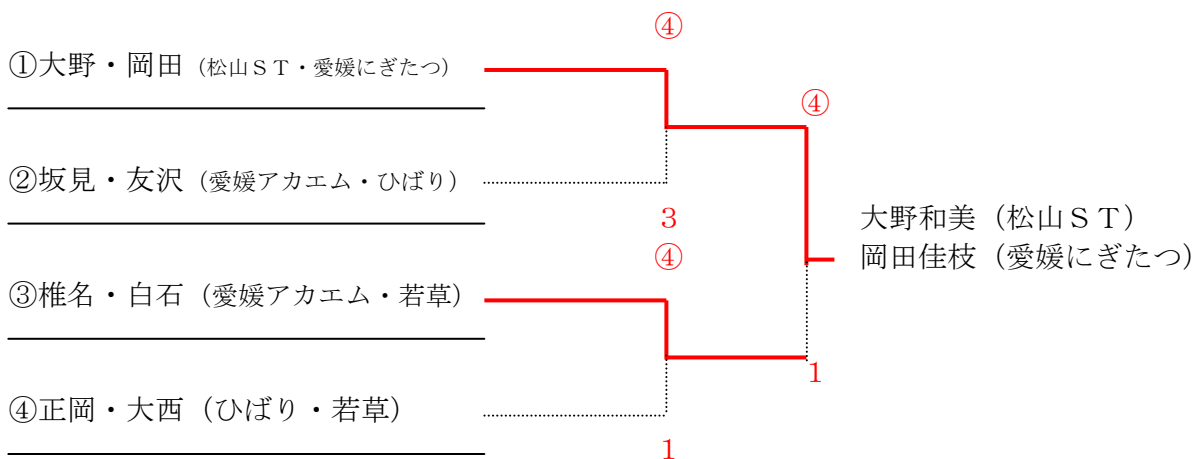 ④
①大野・岡田（松山ＳＴ・愛媛にぎたつ）
④
②坂見・友沢（愛媛アカエム・ひばり）
３
大野和美（松山ＳＴ）
④
岡田佳枝（愛媛にぎたつ）
③椎名・白石（愛媛アカエム・若草）
１
④正岡・大西（ひばり・若草）
１